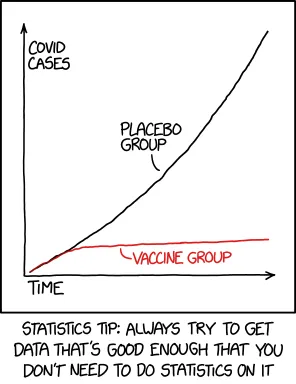 COVID
CASES
PLACEBO
GROUP
VACCINE GROUP
TIME
STATISTICS TIP: ALWAYS TRY TO GET
DATA THAT'S GOOD ENOUGH THAT YOU
DON'T NEED TO DO STATISTICS ON IT